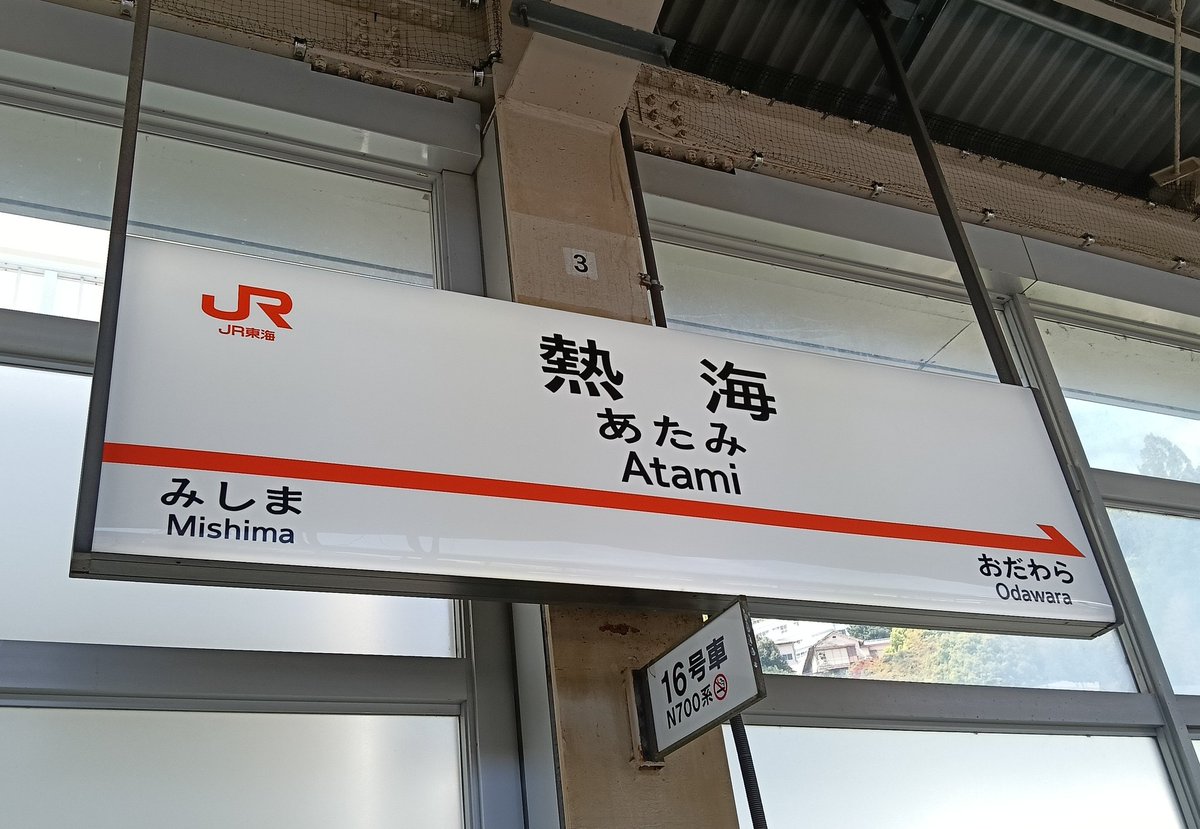 3
JR
JR東海
熱海
あたみ
Atami
みしま
Mishima
おだわら
Odawara
16号車
N700系